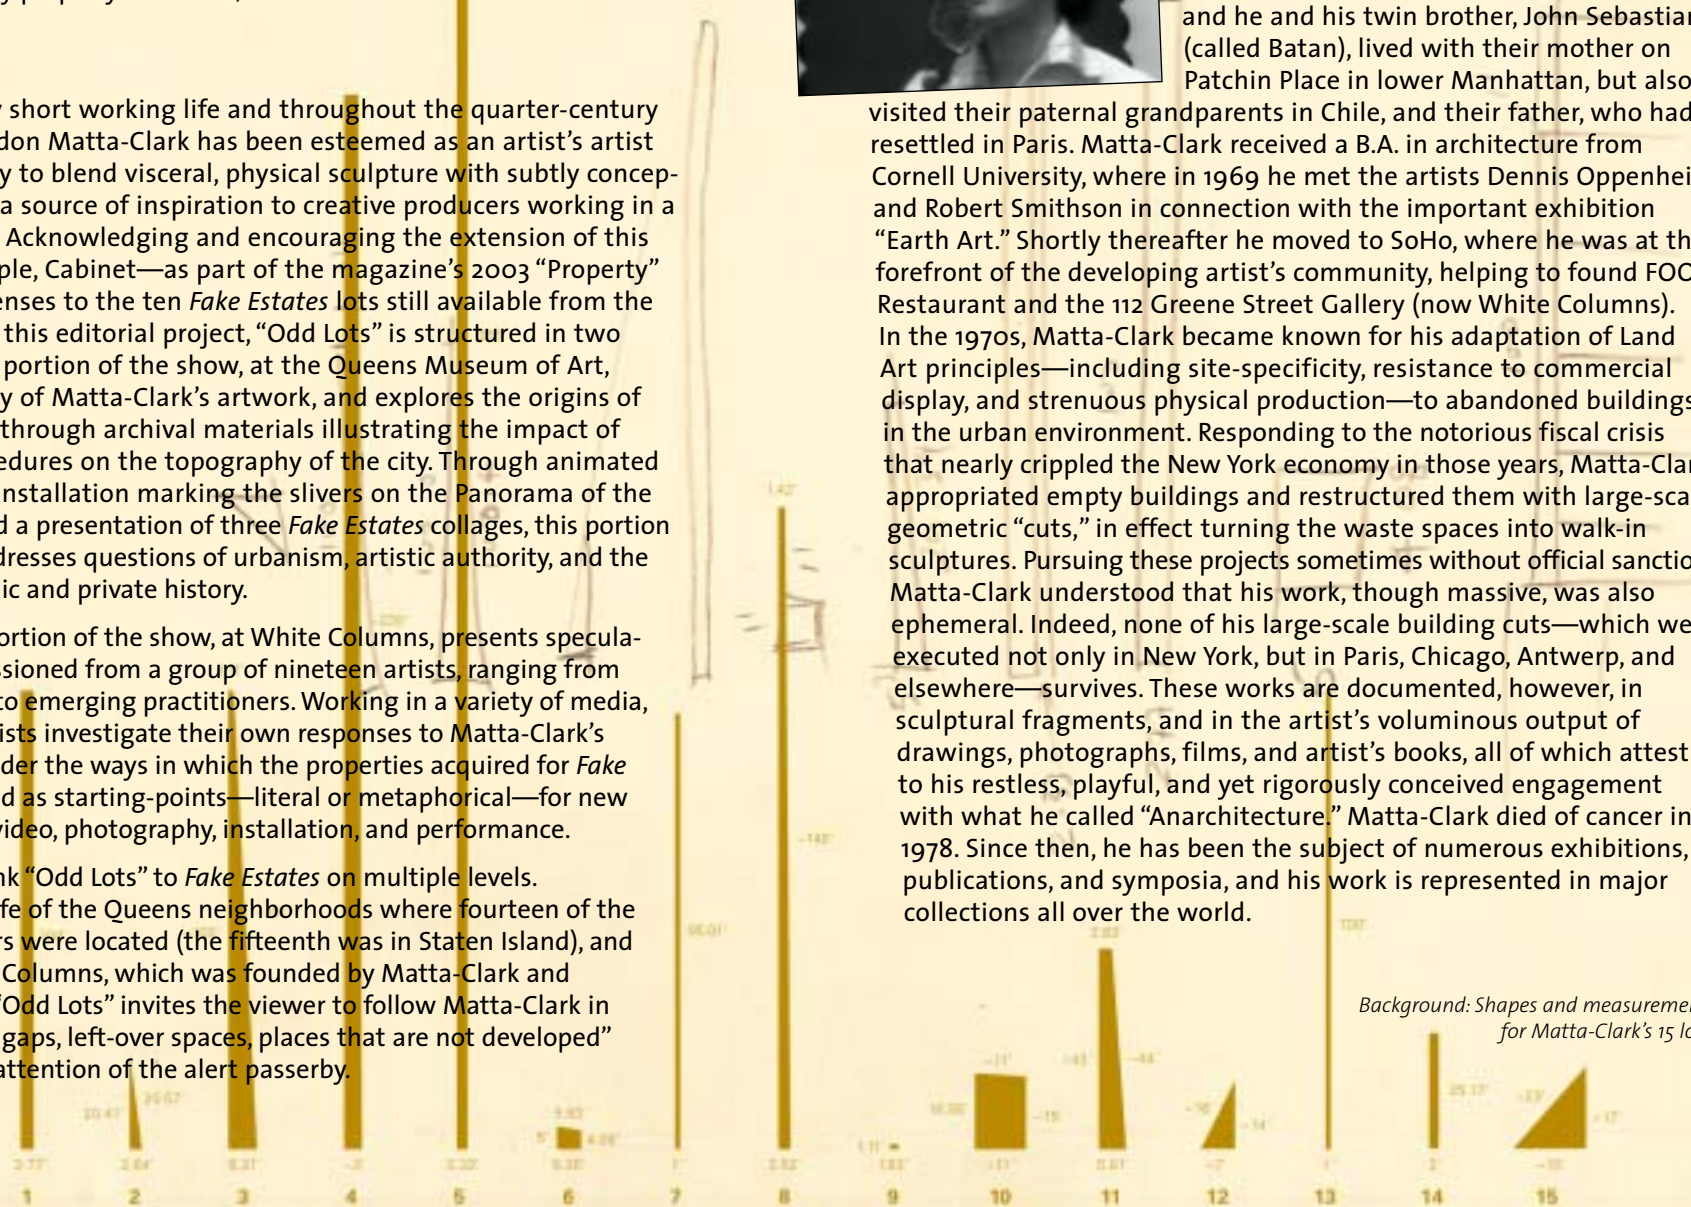 short working life and throughout the quarter-century
don Matta-Clark has been esteemed as an artist’s artist
y to blend visceral, physical sculpture with subtly concep-
a source of inspiration to creative producers working in a
Acknowledging and encouraging the extension of this
ple, Cabinet—as part of the magazine’s 2003 “Property”
enses to the ten Fake Estates lots still available from the
this editorial project, “Odd Lots” is structured in two
portion of the show, at the Queens Museum of Art,
y of Matta-Clark’s artwork, and explores the origins of
through archival materials illustrating the impact of
edures on the topography of the city. Through animated
nstallation marking the slivers on the Panorama of the
d a presentation of three Fake Estates collages, this portion
dresses questions of urbanism, artistic authority, and the
ic and private history.
ortion of the show, at White Columns, presents specula-
ssioned from a group of nineteen artists, ranging from
to emerging practitioners. Working in a variety of media,
ists investigate their own responses to Matta-Clark’s
der the ways in which the properties acquired for Fake
d as starting-points—literal or metaphorical—for new
video, photography, installation, and performance.
nk “Odd Lots” to Fake Estates on multiple levels.
fe of the Queens neighborhoods where fourteen of the
rs were located (the fifteenth was in Staten Island), and
Columns, which was founded by Matta-Clark and
“Odd Lots” invites the viewer to follow Matta-Clark in
gaps, left-over spaces, places that are not developed”
attention of the alert passerby.
and he and his twin brother, John Sebastian
(called Batan), lived with their mother on
Patchin Place in lower Manhattan, but also
visited their paternal grandparents in Chile, and their father, who had
resettled in Paris. Matta-Clark received a B.A. in architecture from
Cornell University, where in 1969 he met the artists Dennis Oppenhei
and Robert Smithson in connection with the important exhibition
“Earth Art.” Shortly thereafter he moved to SoHo, where he was at th
forefront of the developing artist’s community, helping to found FOO
Restaurant and the 112 Greene Street Gallery (now White Columns).
In the 1970s, Matta-Clark became known for his adaptation of Land
Art principles—including site-specificity, resistance to commercial
display, and strenuous physical production—to abandoned buildings
in the urban environment. Responding to the notorious fiscal crisis
that nearly crippled the New York economy in those years, Matta-Clar
appropriated empty buildings and restructured them with large-sca
geometric “cuts,” in effect turning the waste spaces into walk-in
sculptures. Pursuing these projects sometimes without official sanctio
Matta-Clark understood that his work, though massive, was also
ephemeral. Indeed, none of his large-scale building cuts—which we
executed not only in New York, but in Paris, Chicago, Antwerp, and
elsewhere—survives. These works are documented, however, in
sculptural fragments, and in the artist’s voluminous output of
drawings, photographs, films, and artist’s books, all of which attest
to his restless, playful, and yet rigorously conceived engagement
with what he called “Anarchitecture.” Matta-Clark died of cancer in
1978. Since then, he has been the subject of numerous exhibitions,
publications, and symposia, and his work is represented in major
collections all over the world.
Background: Shapes and measuremen
for Matta-Clark’s 15 lo
1 2 3 4 5 6 7 8 9 10 11 12 13 14 15